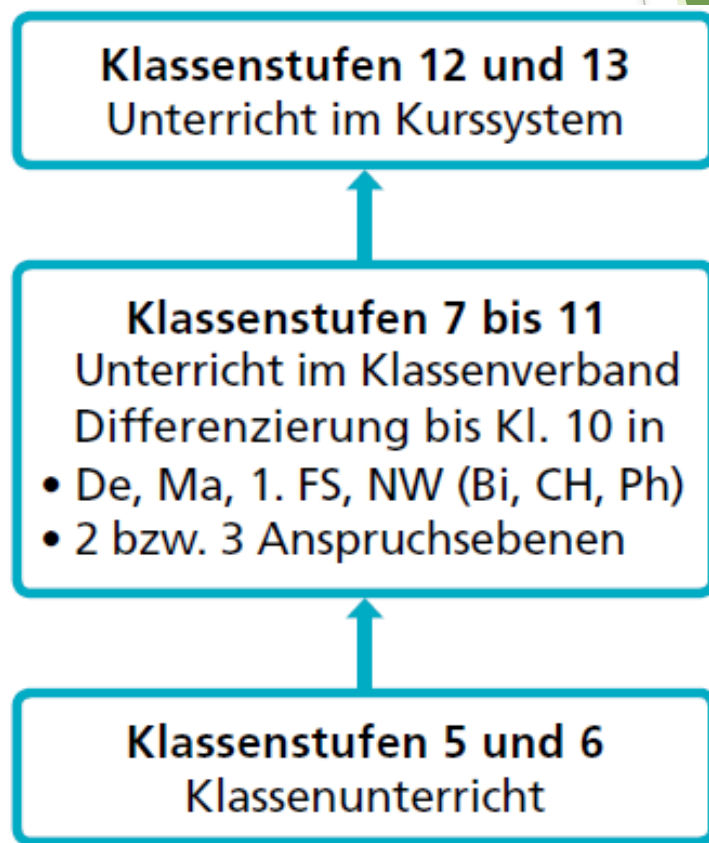 Klassenstufen 12 und 13
Unterricht im Kurssystem
Klassenstufen 7 bis 11
Unterricht im Klassenverband
Differenzierung bis Kl. 10 in
• De, Ma, 1. FS, NW (Bi, CH, Ph)
• 2 bzw. 3 Anspruchsebenen
Klassenstufen 5 und 6
Klassenunterricht